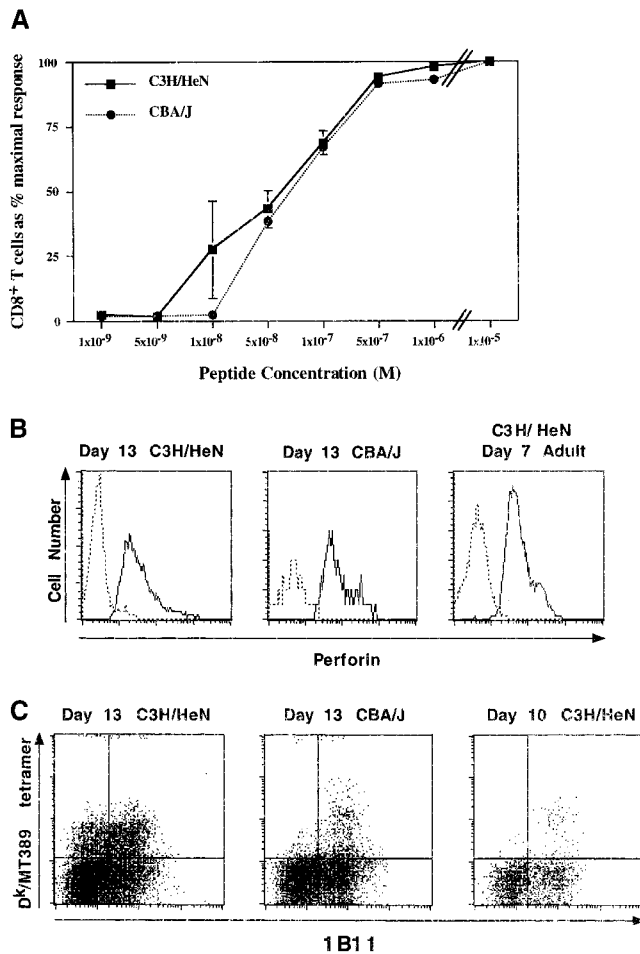 A
100
75
50
25
0
C3H/HeN
CBA/J
CD8+ T cells as % maximal response
1x10-9 5x10-9 1x10-8 5x10-8 1x10-7 5x10-7 1x10-6 1x10-5
Peptide Concentration (M)
B
Day 13 C3H/HeN
Day 13 CBA/J
C3H/ HeN
Day 7 Adult
Cell Number
Perforin
C
Day 13 C3H/HeN
Day 13 CBA/J
Day 10 C3H/HeN
Dk/MT389 tetramer
1B11